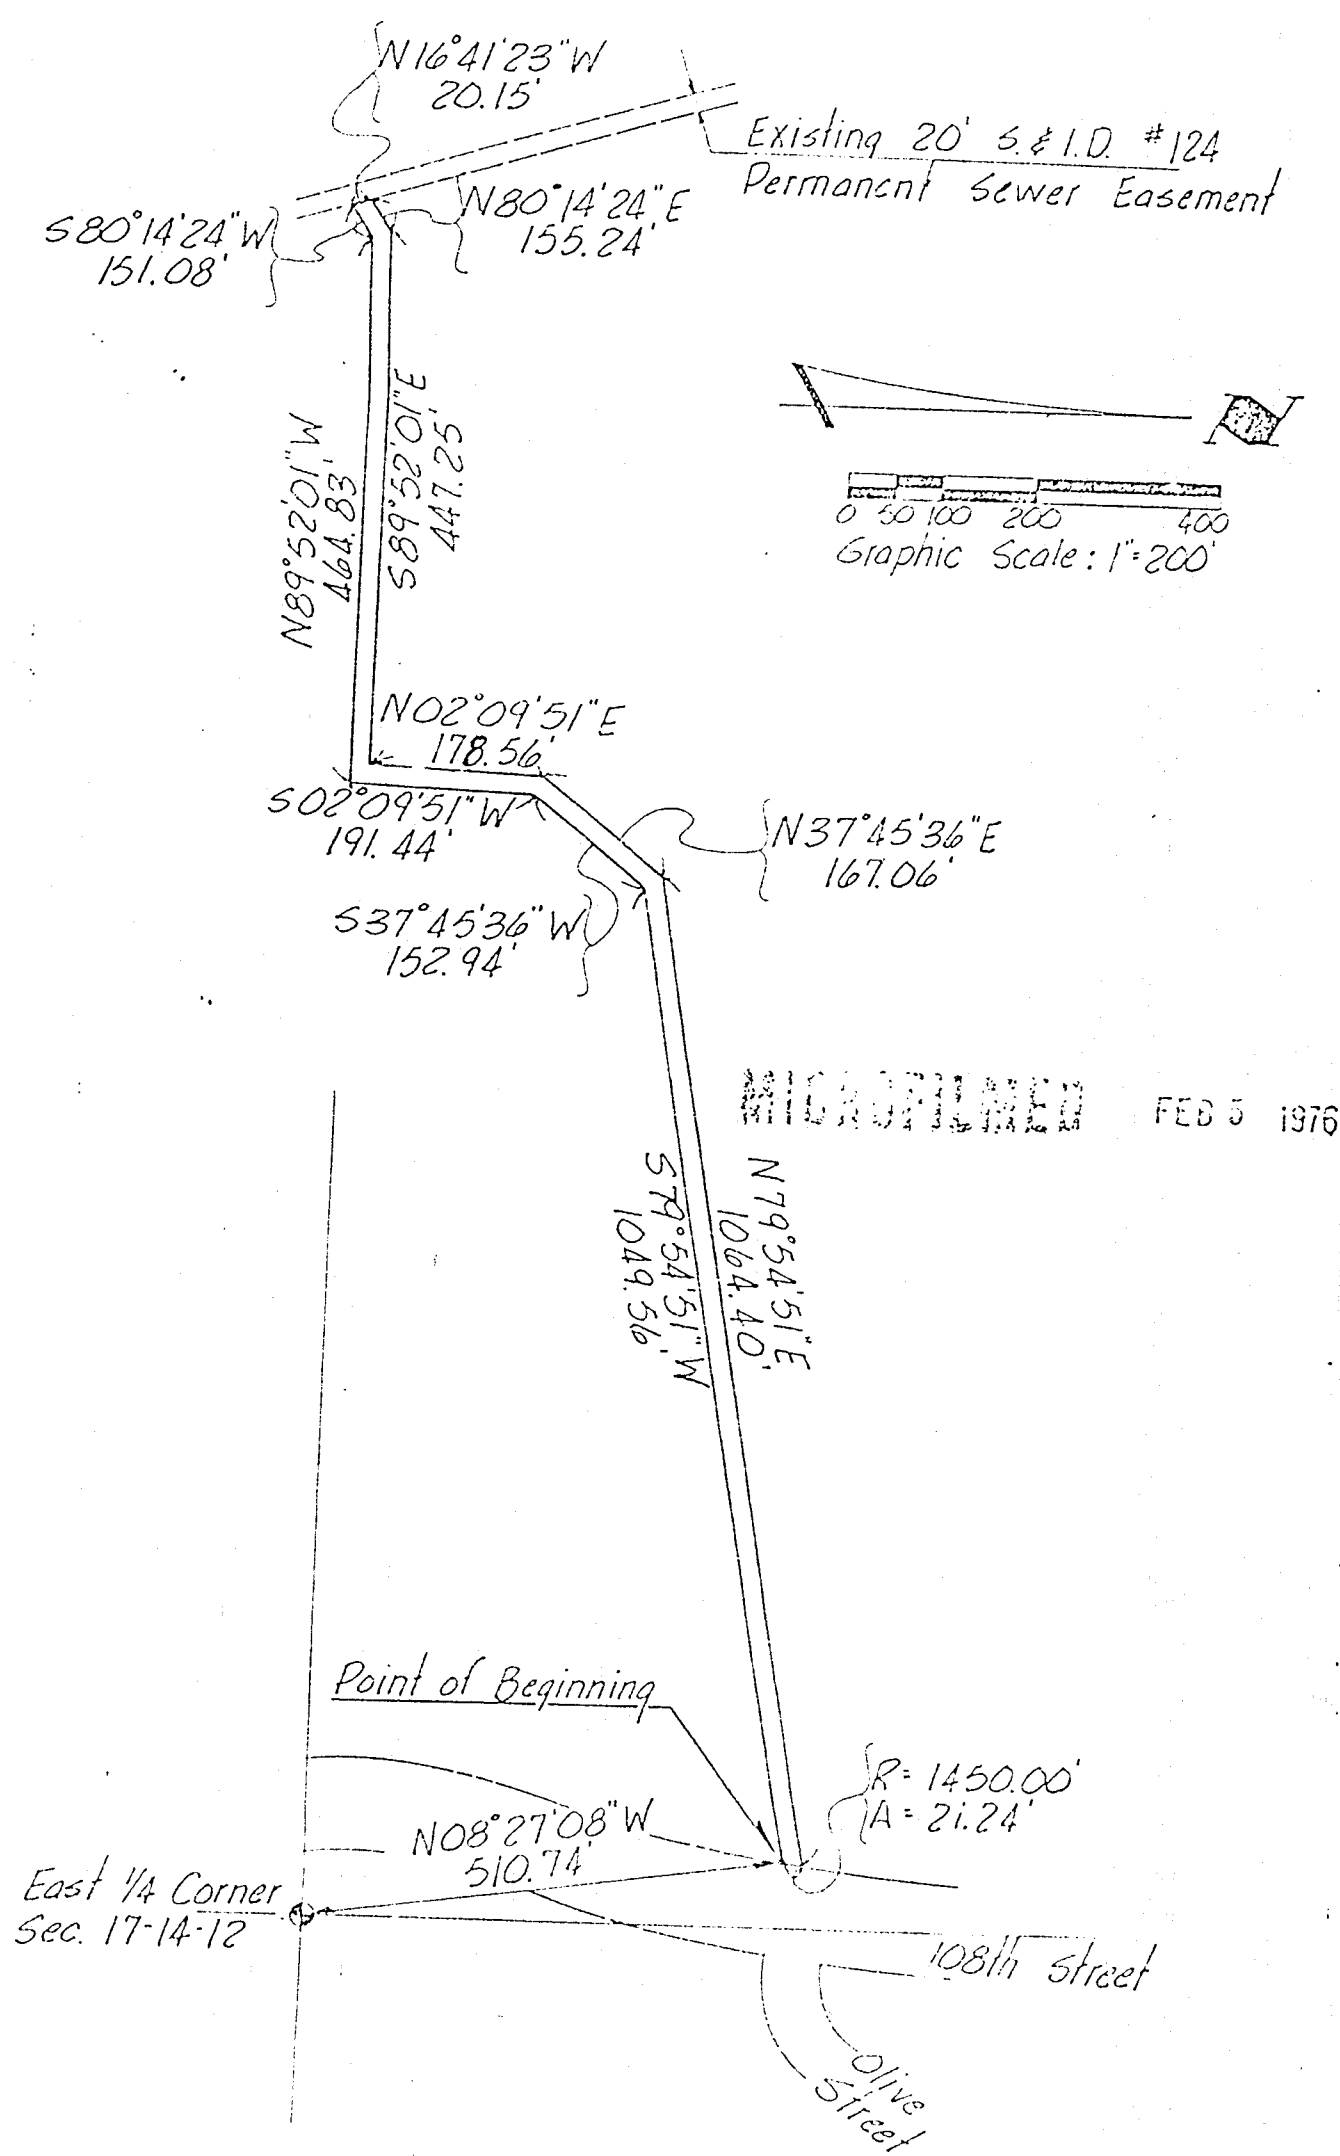 N16°41'23"W
20.15'
Existing 20' S. & I.D. #124
Permanent Sewer Easement
S80°14'24"W
151.08'
N80°14'24"E
155.24'
N89°52'01"W
464.83'
S89°52'01"E
447.25'
N
0 50 100 200 400
Graphic Scale: 1"=200'
N02°09'51"E
178.56'
S02°09'51"W
191.44'
N37°45'36"E
167.06'
S37°45'36"W
152.94'
MICROFILMED FEB 5 1976
N79°54'51"E
1064.40'
S79°54'51"W
1049.56'
Point of Beginning
R= 1450.00'
A= 21.24'
N08°27'08"W
510.74'
East 1/4 Corner
Sec. 17-14-12
108th Street
Olive
Street